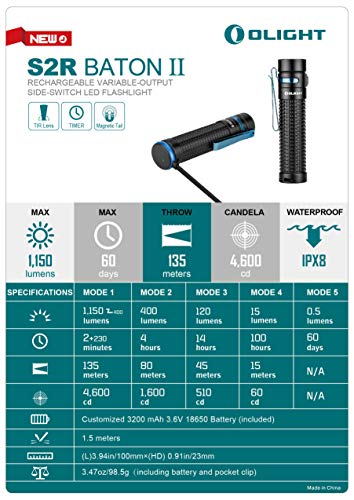 NEW
OLIGHT
S2R BATON II
RECHARGEABLE VARIABLE-OUTPUT
SIDE-SWITCH LED FLASHLIGHT
TIR Lens TIMER Magnetic Tail
MAX MAX THROW CANDELA WATERPROOF
1,150 60 135 4,600 IPX8
lumens days meters cd
SPECIFICATIONS MODE 1 MODE 2 MODE 3 MODE 4 MODE 5
1,150 400 400 120 15 0.5
lumens lumens lumens lumens lumens
2+230 4 14 100 60
minutes hours hours hours days
135 80 45 15 N/A
meters meters meters meters
4,600 1,600 510 60 N/A
cd cd cd cd
Customized 3200 mAh 3.6V 18650 Battery (included)
1.5 meters
(L)3.94in/100mm×(HD) 0.91in/23mm
3.47oz/98.5g (including battery and pocket clip)
Made in China